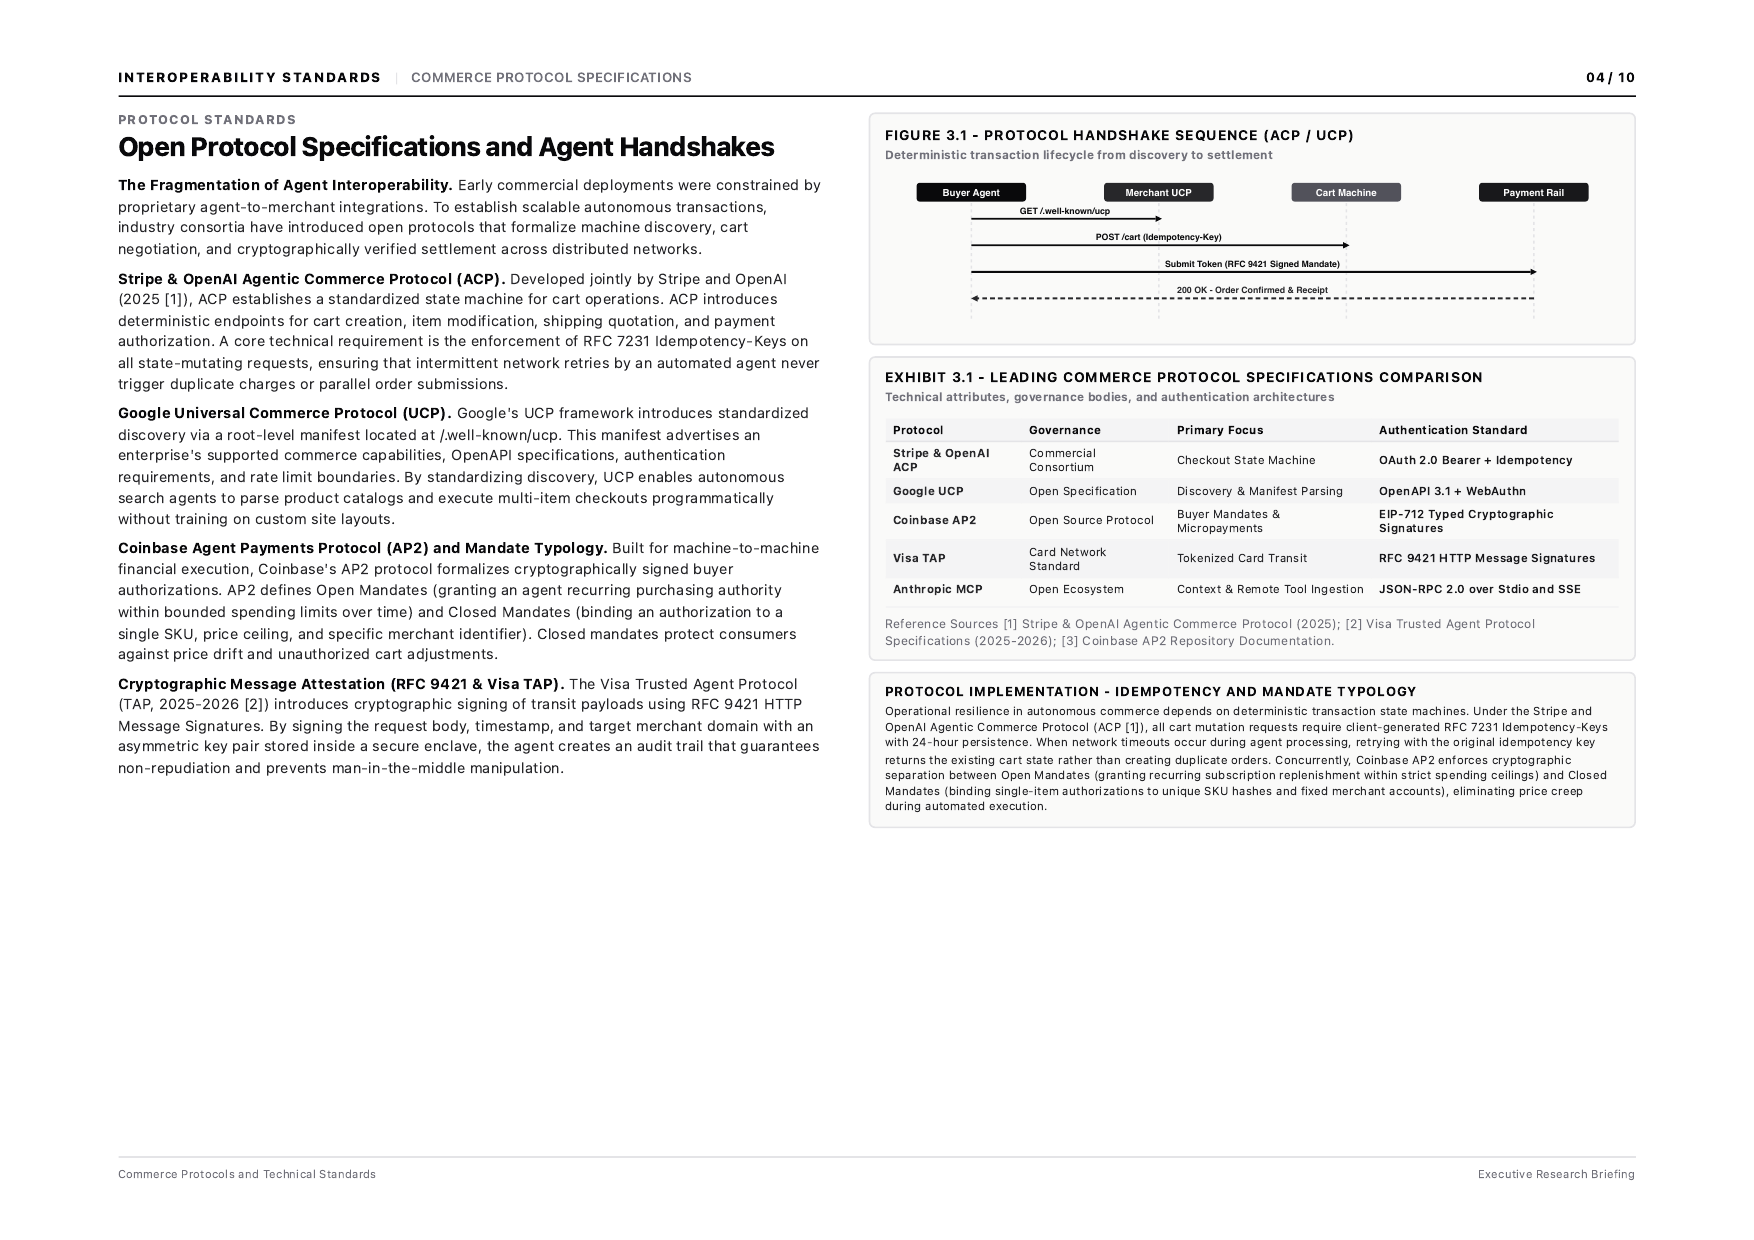 INTEROPERABILITY STANDARDS | COMMERCE PROTOCOL SPECIFICATIONS
04 / 10
PROTOCOL STANDARDS
Open Protocol Specifications and Agent Handshakes
The Fragmentation of Agent Interoperability. Early commercial deployments were constrained by
proprietary agent-to-merchant integrations. To establish scalable autonomous transactions,
industry consortia have introduced open protocols that formalize machine discovery, cart
negotiation, and cryptographically verified settlement across distributed networks.
Stripe & OpenAI Agentic Commerce Protocol (ACP). Developed jointly by Stripe and OpenAI
(2025 [1]), ACP establishes a standardized state machine for cart operations. ACP introduces
deterministic endpoints for cart creation, item modification, shipping quotation, and payment
authorization. A core technical requirement is the enforcement of RFC 7231 Idempotency-Keys on
all state-mutating requests, ensuring that intermittent network retries by an automated agent never
trigger duplicate charges or parallel order submissions.
Google Universal Commerce Protocol (UCP). Google's UCP framework introduces standardized
discovery via a root-level manifest located at /.well-known/ucp. This manifest advertises an
enterprise's supported commerce capabilities, OpenAPI specifications, authentication
requirements, and rate limit boundaries. By standardizing discovery, UCP enables autonomous
search agents to parse product catalogs and execute multi-item checkouts programmatically
without training on custom site layouts.
Coinbase Agent Payments Protocol (AP2) and Mandate Typology. Built for machine-to-machine
financial execution, Coinbase's AP2 protocol formalizes cryptographically signed buyer
authorizations. AP2 defines Open Mandates (granting an agent recurring purchasing authority
within bounded spending limits over time) and Closed Mandates (binding an authorization to a
single SKU, price ceiling, and specific merchant identifier). Closed mandates protect consumers
against price drift and unauthorized cart adjustments.
Cryptographic Message Attestation (RFC 9421 & Visa TAP). The Visa Trusted Agent Protocol
(TAP, 2025-2026 [2]) introduces cryptographic signing of transit payloads using RFC 9421 HTTP
Message Signatures. By signing the request body, timestamp, and target merchant domain with an
asymmetric key pair stored inside a secure enclave, the agent creates an audit trail that guarantees
non-repudiation and prevents man-in-the-middle manipulation.
FIGURE 3.1 - PROTOCOL HANDSHAKE SEQUENCE (ACP / UCP)
Deterministic transaction lifecycle from discovery to settlement
Buyer Agent Merchant UCP Cart Machine Payment Rail
GET /.well-known/ucp
POST /cart (Idempotency-Key)
Submit Token (RFC 9421 Signed Mandate)
200 OK - Order Confirmed & Receipt
EXHIBIT 3.1 - LEADING COMMERCE PROTOCOL SPECIFICATIONS COMPARISON
Technical attributes, governance bodies, and authentication architectures
Protocol Governance Primary Focus Authentication Standard
Stripe & OpenAI ACP Commercial Consortium Checkout State Machine OAuth 2.0 Bearer + Idempotency
Google UCP Open Specification Discovery & Manifest Parsing OpenAPI 3.1 + WebAuthn
Coinbase AP2 Open Source Protocol Buyer Mandates & Micropayments EIP-712 Typed Cryptographic Signatures
Visa TAP Card Network Standard Tokenized Card Transit RFC 9421 HTTP Message Signatures
Anthropic MCP Open Ecosystem Context & Remote Tool Ingestion JSON-RPC 2.0 over Stdio and SSE
Reference Sources [1] Stripe & OpenAI Agentic Commerce Protocol (2025); [2] Visa Trusted Agent Protocol
Specifications (2025-2026); [3] Coinbase AP2 Repository Documentation.
PROTOCOL IMPLEMENTATION - IDEMPOTENCY AND MANDATE TYPOLOGY
Operational resilience in autonomous commerce depends on deterministic transaction state machines. Under the Stripe and
OpenAI Agentic Commerce Protocol (ACP [1]), all cart mutation requests require client-generated RFC 7231 Idempotency-Keys
with 24-hour persistence. When network timeouts occur during agent processing, retrying with the original idempotency key
returns the existing cart state rather than creating duplicate orders. Concurrently, Coinbase AP2 enforces cryptographic
separation between Open Mandates (granting recurring subscription replenishment within strict spending ceilings) and Closed
Mandates (binding single-item authorizations to unique SKU hashes and fixed merchant accounts), eliminating price creep
during automated execution.
Commerce Protocols and Technical Standards
Executive Research Briefing